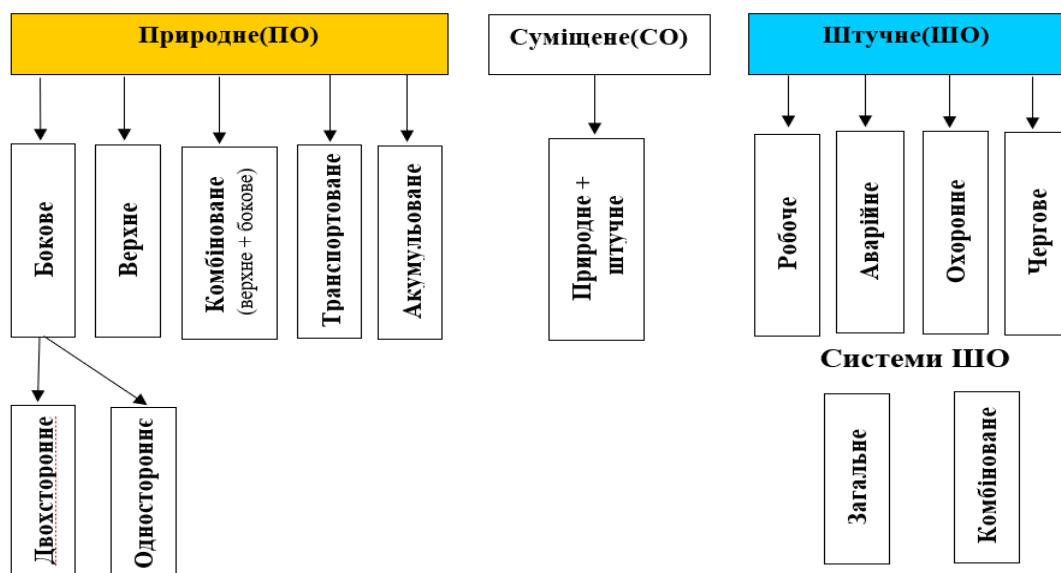 Природне(ПО)
Суміщене(СО)
Штучне(ШО)
Бокове
Верхне
Комбіноване
(верхне + бокове)
Транспортоване
Акумульоване
Природне +
штучне
Робоче
Аварійне
Охоронне
Чергове
Системи ШО
Двохсторонне
Одностороннє
Загальне
Комбіноване